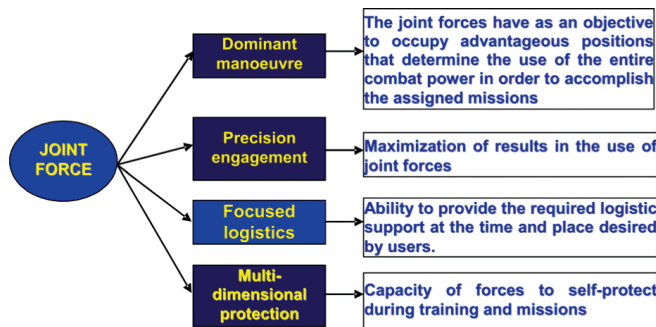 JOINT
FORCE
Dominant
manoeuvre
The joint forces have as an objective
to occupy advantageous positions
that determine the use of the entire
combat power in order to accomplish
the assigned missions
Precision
engagement
Maximization of results in the use of
joint forces
Focused
logistics
Ability to provide the required logistic
support at the time and place desired
by users.
Multi-
dimensional
protection
Capacity of forces to self-protect
during training and missions